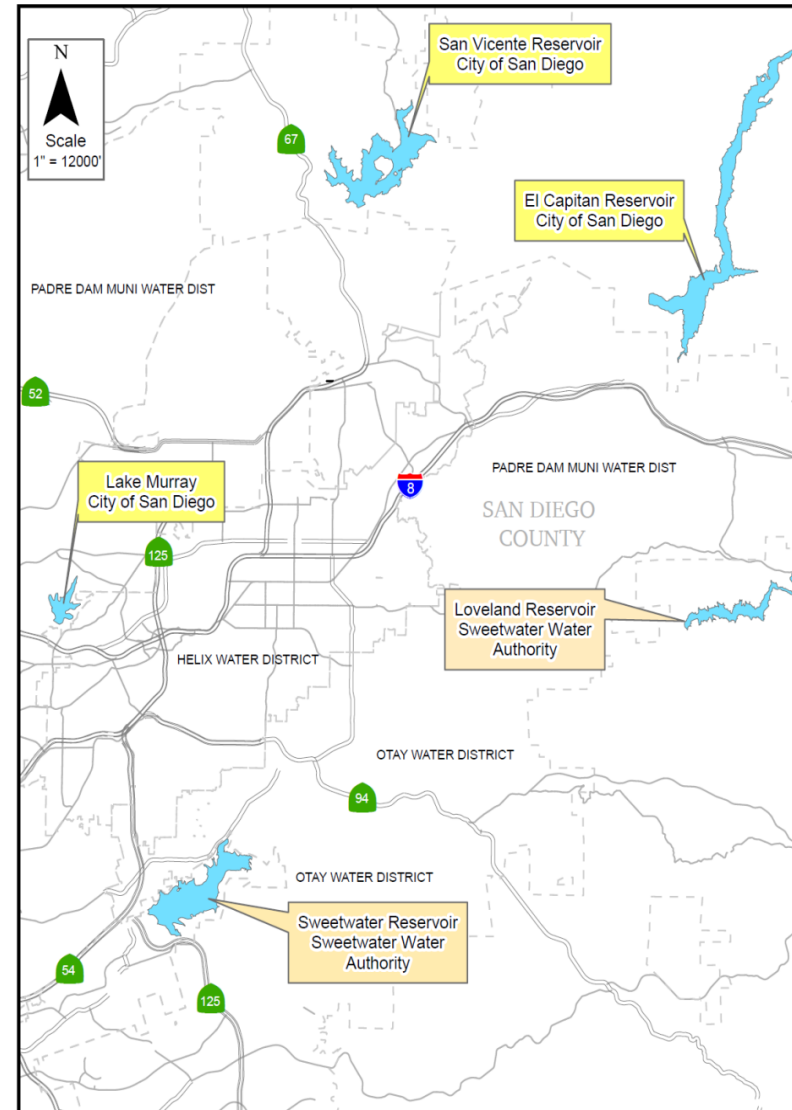 N
Scale
1" = 12000'
San Vicente Reservoir
City of San Diego
67
El Capitan Reservoir
City of San Diego
PADRE DAM MUNI WATER DIST
52
Lake Murray
City of San Diego
PADRE DAM MUNI WATER DIST
8
SAN DIEGO
COUNTY
125
Loveland Reservoir
Sweetwater Water
Authority
HELIX WATER DISTRICT
OTAY WATER DISTRICT
94
OTAY WATER DISTRICT
Sweetwater Reservoir
Sweetwater Water
Authority
54
125